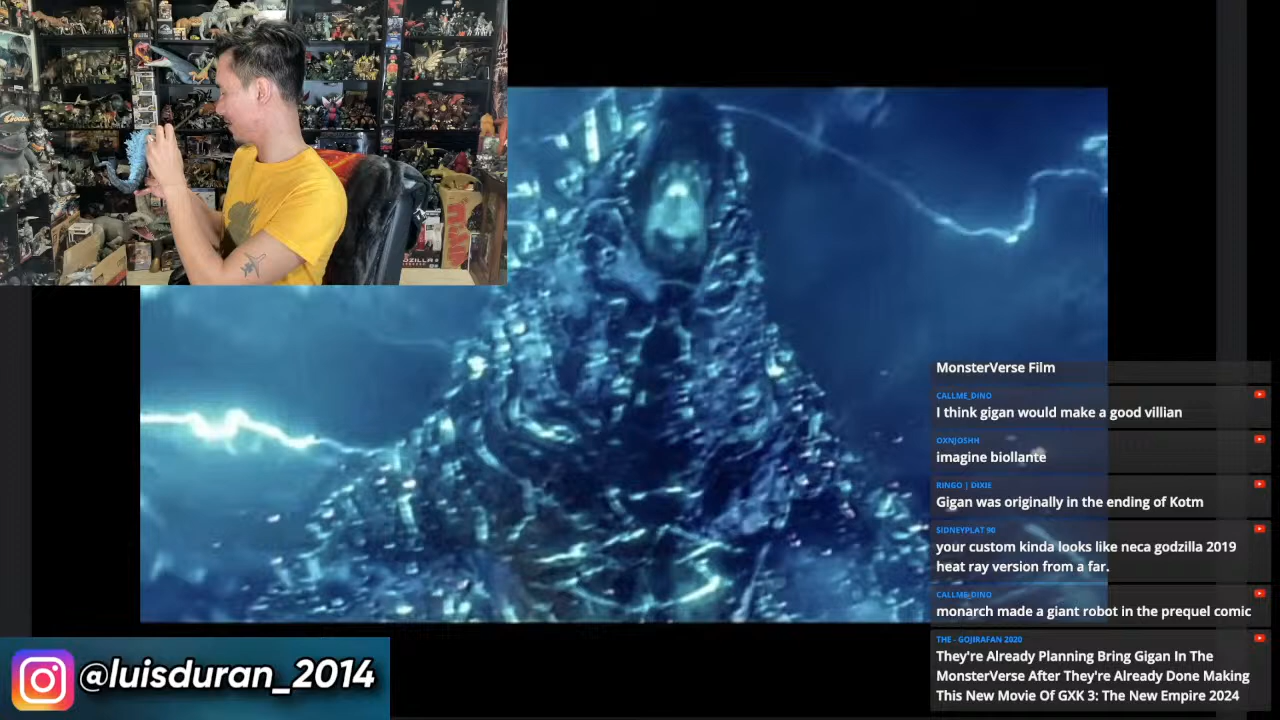 MonsterVerse Film
CALLME_DINO
I think gigan would make a good villian
OXNJOSHH
imagine biollante
RINGO | DIXIE
Gigan was originally in the ending of Kotm
SIDNEYPLAT 90
your custom kinda looks like neca godzilla 2019
heat ray version from a far.
CALLME_DINO
monarch made a giant robot in the prequel comic
THE - GOJIRAFAN 2020
They're Already Planning Bring Gigan In The
MonsterVerse After They're Already Done Making
This New Movie Of GXK 3: The New Empire 2024
@luisduran_2014